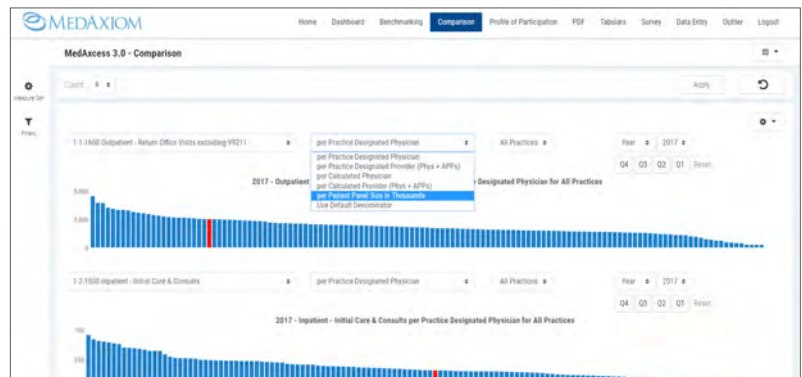 MEDAXIOM
Home Dashboard Benchmarking Comparison Profile of Participation PDF Tabulars Survey Data Entry Outlier Logout
MedAxcess 3.0 - Comparison
Measure Set
Filters
Count 4 Apply
1-1-1600 Outpatient - Return Office Visits excluding 99211 per Practice Designated Physician All Practices Year 2017
per Practice Designated Physician
per Practice Designated Provider (Phys + APPs)
per Calculated Physician
per Calculated Provider (Phys + APPs)
per Patient Panel Size in Thousands
Use Default Denominator
Q4 Q3 Q2 Q1 Reset
2017 - Outpatient
Designated Physician for All Practices
0
1-2-1500 Inpatient - Initial Care & Consults per Practice Designated Physician All Practices Year 2017
Q4 Q3 Q2 Q1 Reset
2017 - Inpatient - Initial Care & Consults per Practice Designated Physician for All Practices